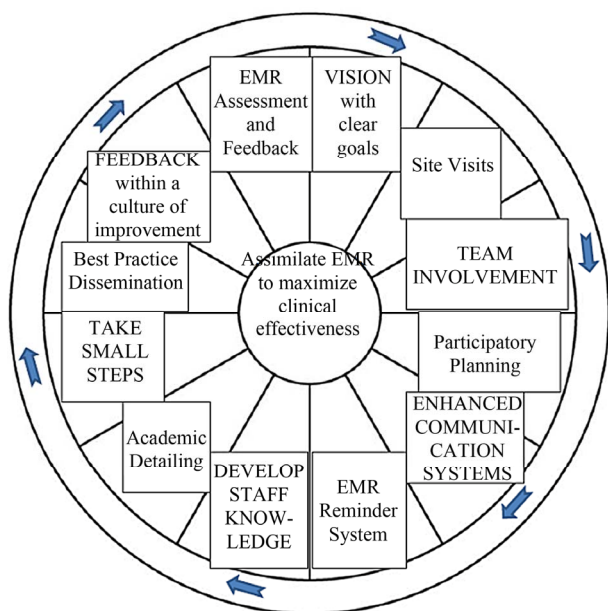 EMR
Assessment
and
Feedback
VISION
with
clear
goals
Site Visits
TEAM
INVOLVEMENT
Participatory
Planning
ENHANCED
COMMUNI-
CATION
SYSTEMS
EMR
Reminder
System
DEVELOP
STAFF
KNOW-
LEDGE
Academic
Detailing
TAKE
SMALL
STEPS
Best Practice
Dissemination
FEEDBACK
within a
culture of
improvement
Assimilate EMR
to maximize
clinical
effectiveness